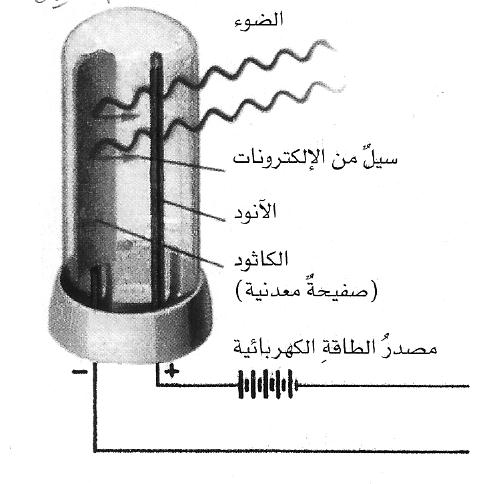 الضوء
سيلٌ من الإلكترونات
الآنود
الكاثود
(صفيحةٌ معدنية)
مصدرُ الطاقةِ الكهربائية
− +